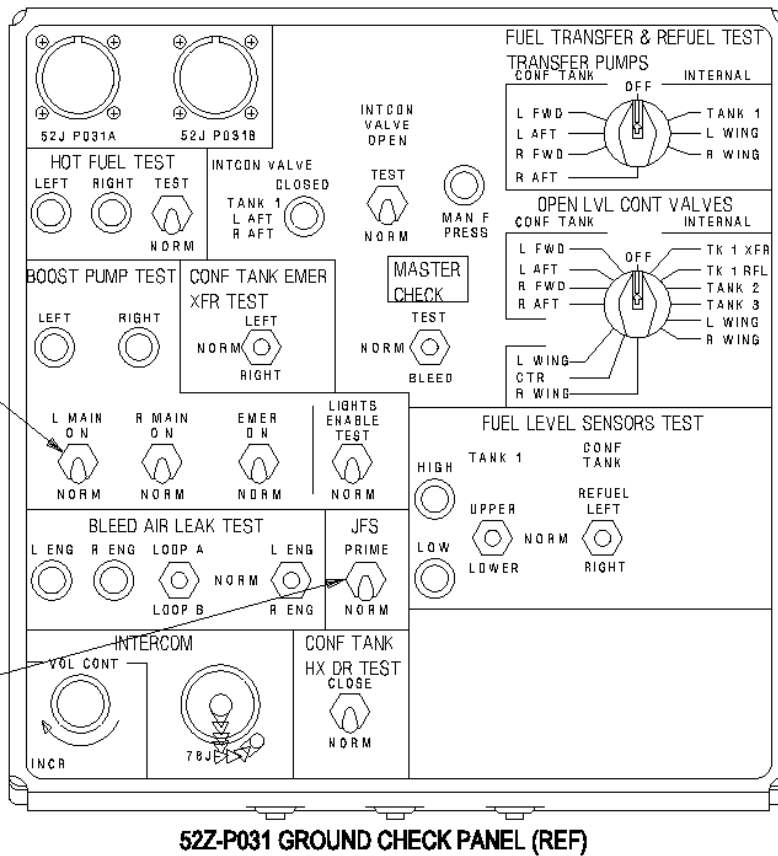 52J P031A
52J P031B
HOT FUEL TEST
LEFT
RIGHT
TEST
NORM
INTCON VALVE
CLOSED
TANK 1
L AFT
R AFT
INTCON
VALVE
OPEN
TEST
NORM
MAN F
PRESS
FUEL TRANSFER & REFUEL TEST
TRANSFER PUMPS
CONF TANK
OFF
INTERNAL
L FWD
L AFT
R FWD
R AFT
TANK 1
L WING
R WING
OPEN LVL CONT VALVES
CONF TANK
OFF
INTERNAL
L FWD
L AFT
R FWD
R AFT
L WING
CTR
R WING
TK 1 XFR
TK 1 RFL
TANK 2
TANK 3
L WING
R WING
BOOST PUMP TEST
LEFT
RIGHT
CONF TANK EMER
XFR TEST
LEFT
NORM
RIGHT
MASTER
CHECK
TEST
NORM
BLEED
L MAIN
ON
NORM
R MAIN
ON
NORM
EMER
ON
NORM
LIGHTS
ENABLE
TEST
NORM
FUEL LEVEL SENSORS TEST
HIGH
LOW
TANK 1
UPPER
LOWER
NORM
CONF
TANK
REFUEL
LEFT
RIGHT
BLEED AIR LEAK TEST
L ENG
R ENG
LOOP A
LOOP B
NORM
L ENG
R ENG
JFS
PRIME
NORM
INTERCOM
VOL CONT
INCR
CONF TANK
HX DR TEST
CLOSE
NORM
52Z-P031 GROUND CHECK PANEL (REF)